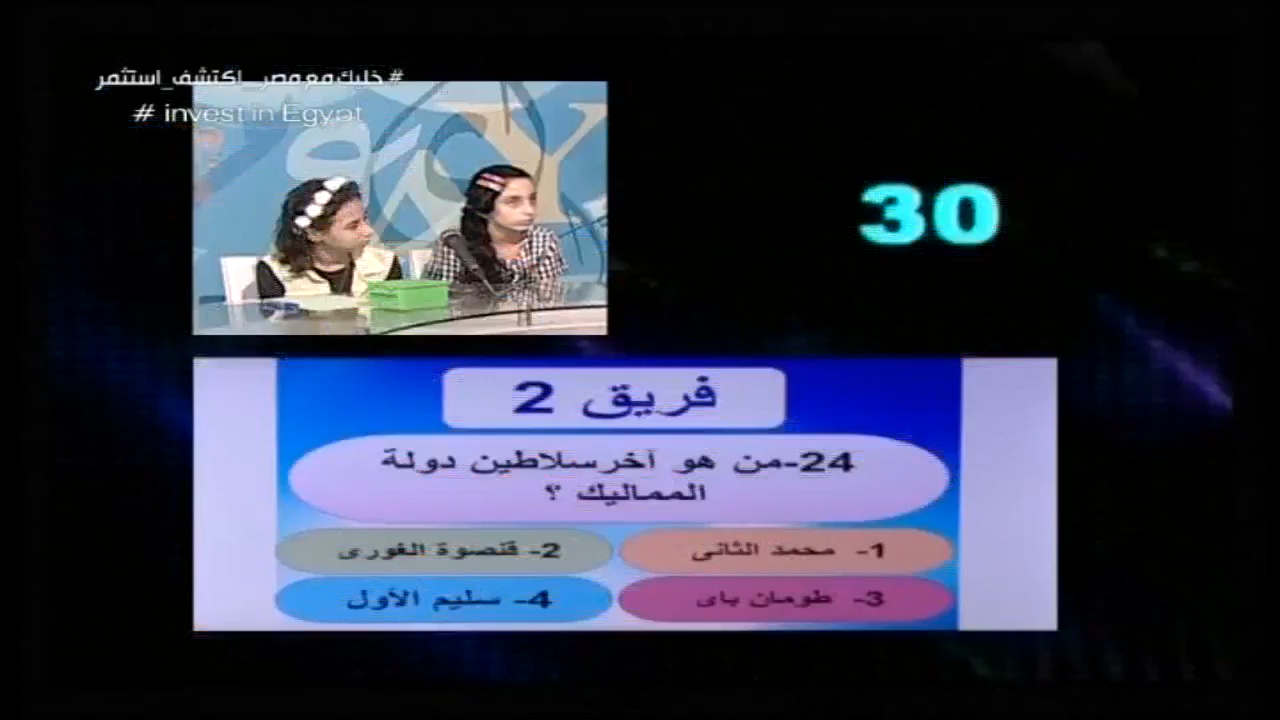 #خليك_مع_مصر_إكتشف_استثمر
# invest in Egypt
30
فريق 2
24-من هو آخرسلاطين دولة
المماليك ؟
1- محمد الثانى
2- قنصوة الغورى
3- طومان باى
4- سليم الأول